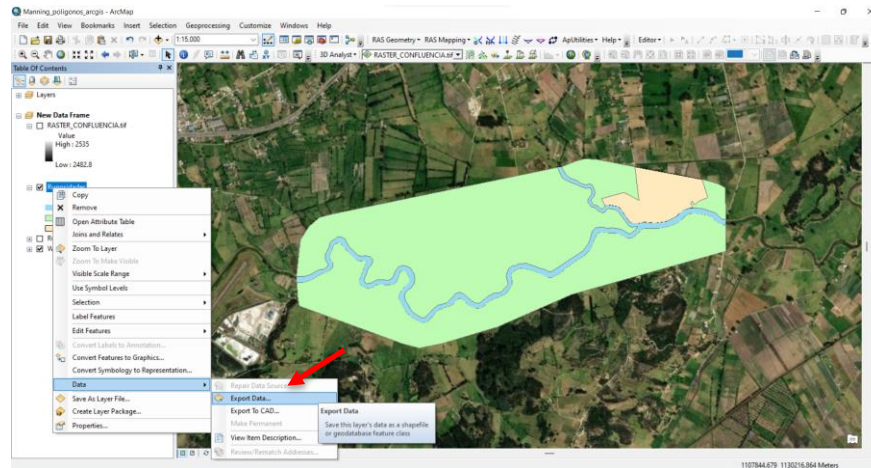 Manning_poligonos_arcgis - ArcMap
File Edit View Bookmarks Insert Selection Geoprocessing Customize Windows Help
1:15.000
RAS Geometry RAS Mapping ApUtilities Help Editor
3D Analyst RASTER_CONFLUENCIA.tif
Table Of Contents
Layers
New Data Frame
RASTER_CONFLUENCIA.tif
Value
High : 2535
Low : 2482.8
Copy
Remove
Open Attribute Table
Joins and Relates
Zoom To Layer
Zoom To Make Visible
Visible Scale Range
Use Symbol Levels
Selection
Label Features
Edit Features
Convert Labels to Annotation...
Convert Features to Graphics...
Convert Symbology to Representation...
Data
Save As Layer File...
Create Layer Package...
Properties...
Repair Data Source
Export Data...
Export To CAD...
Make Permanent
View Item Description...
Review/Rematch Addresses...
Export Data
Save this layer's data as a shapefile
or geodatabase feature class
1107844.679 1130216.864 Meters